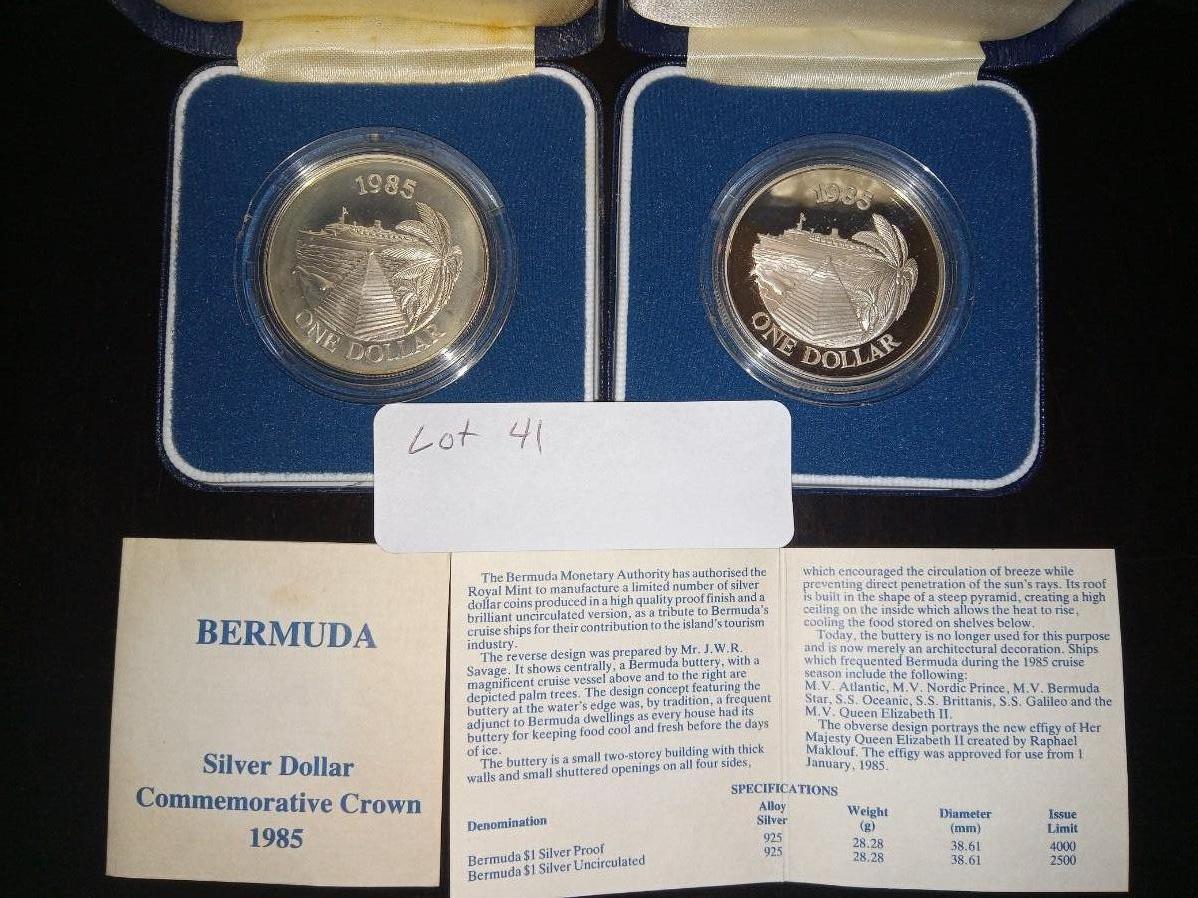 1985
ONE DOLLAR
1985
ONE DOLLAR
Lot 41
BERMUDA
Silver Dollar
Commemorative Crown
1985
The Bermuda Monetary Authority has authorised the
Royal Mint to manufacture a limited number of silver
dollar coins produced in a high quality proof finish and a
brilliant uncirculated version, as a tribute to Bermuda's
cruise ships for their contribution to the island's tourism
industry.
The reverse design was prepared by Mr. J.W.R.
Savage. It shows centrally, a Bermuda buttery, with a
magnificent cruise vessel above and to the right are
depicted palm trees. The design concept featuring the
buttery at the water's edge was, by tradition, a frequent
adjunct to Bermuda dwellings as every house had its
buttery for keeping food cool and fresh before the days
of ice.
The buttery is a small two-storey building with thick
walls and small shuttered openings on all four sides,
which encouraged the circulation of breeze while
preventing direct penetration of the sun's rays. Its roof
is built in the shape of a steep pyramid, creating a high
ceiling on the inside which allows the heat to rise,
cooling the food stored on shelves below.
Today, the buttery is no longer used for this purpose
and is now merely an architectural decoration. Ships
which frequented Bermuda during the 1985 cruise
season include the following:
M.V. Atlantic, M.V. Nordic Prince, M.V. Bermuda
Star, S.S. Oceanic, S.S. Brittanis, S.S. Galileo and the
M.V. Queen Elizabeth II.
The obverse design portrays the new effigy of Her
Majesty Queen Elizabeth II created by Raphael
Maklouf. The effigy was approved for use from 1
January, 1985.
SPECIFICATIONS
Denomination Alloy Silver Weight (g) Diameter (mm) Issue Limit
Bermuda $1 Silver Proof 925 28.28 38.61 4000
Bermuda $1 Silver Uncirculated 925 28.28 38.61 2500